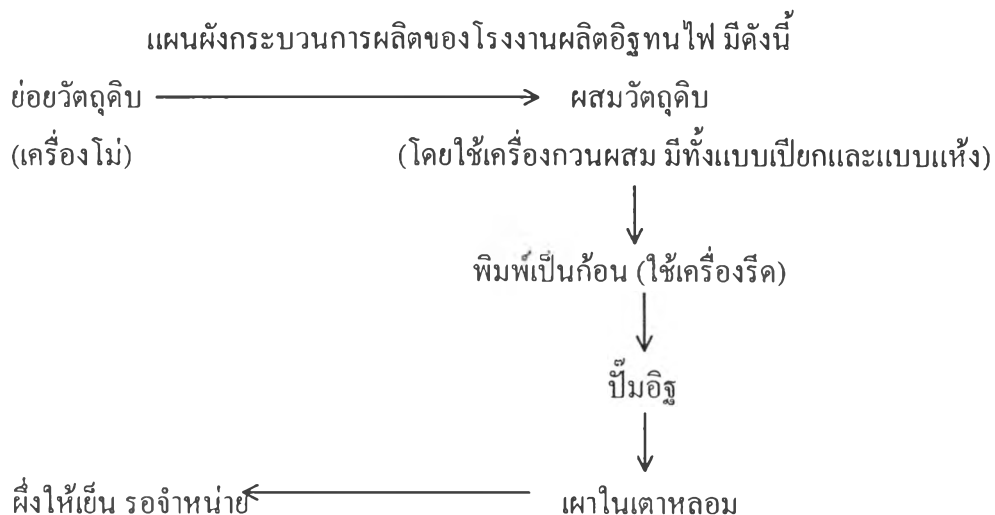 แผนผังกระบวนการผลิตของโรงงานผลิตอิฐทนไฟ มีดังนี้
ย่อยวัตถุดิบ ผสมวัตถุดิบ
(เครื่องโม่) (โดยใช้เครื่องกวนผสม มีทั้งแบบเปียกและแบบแห้ง)
พิมพ์เป็นก้อน (ใช้เครื่องรีด)
ปั๊มอิฐ
ผึ่งให้เย็น รอจำหน่าย เผาในเตาหลอม